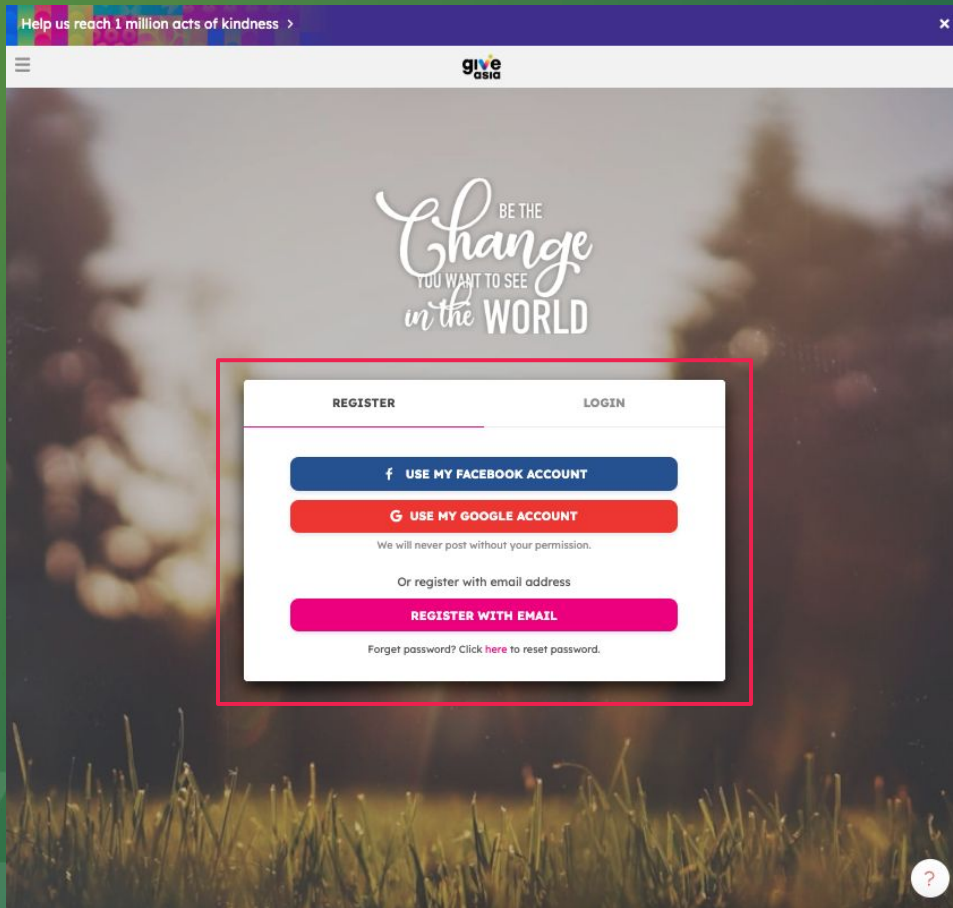 Help us reach 1 million acts of kindness >
×
give
asia
BE THE
Change
YOU WANT TO SEE
in the WORLD
REGISTER
LOGIN
f USE MY FACEBOOK ACCOUNT
G USE MY GOOGLE ACCOUNT
We will never post without your permission.
Or register with email address
REGISTER WITH EMAIL
Forget password? Click here to reset password.
?